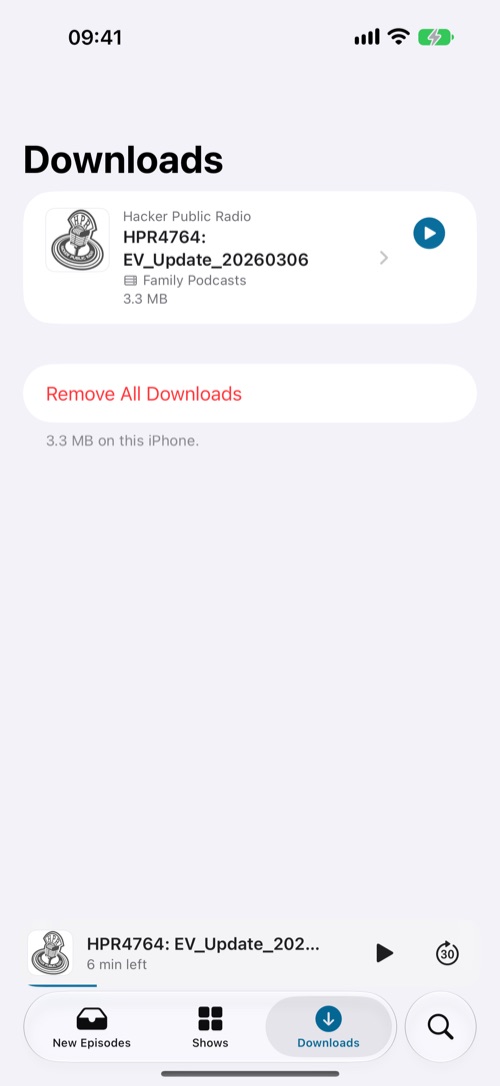 09:41
Downloads
Hacker Public Radio
HPR4764:
EV_Update_20260306
Family Podcasts
3.3 MB
Remove All Downloads
3.3 MB on this iPhone.
HPR4764: EV_Update_202...
6 min left
30
New Episodes
Shows
Downloads